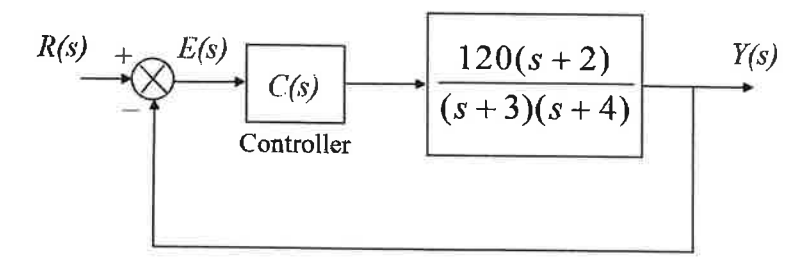 R(s) + E(s) C(s) 120(s + 2) Y(s)
(s + 3)(s + 4)
−
Controller